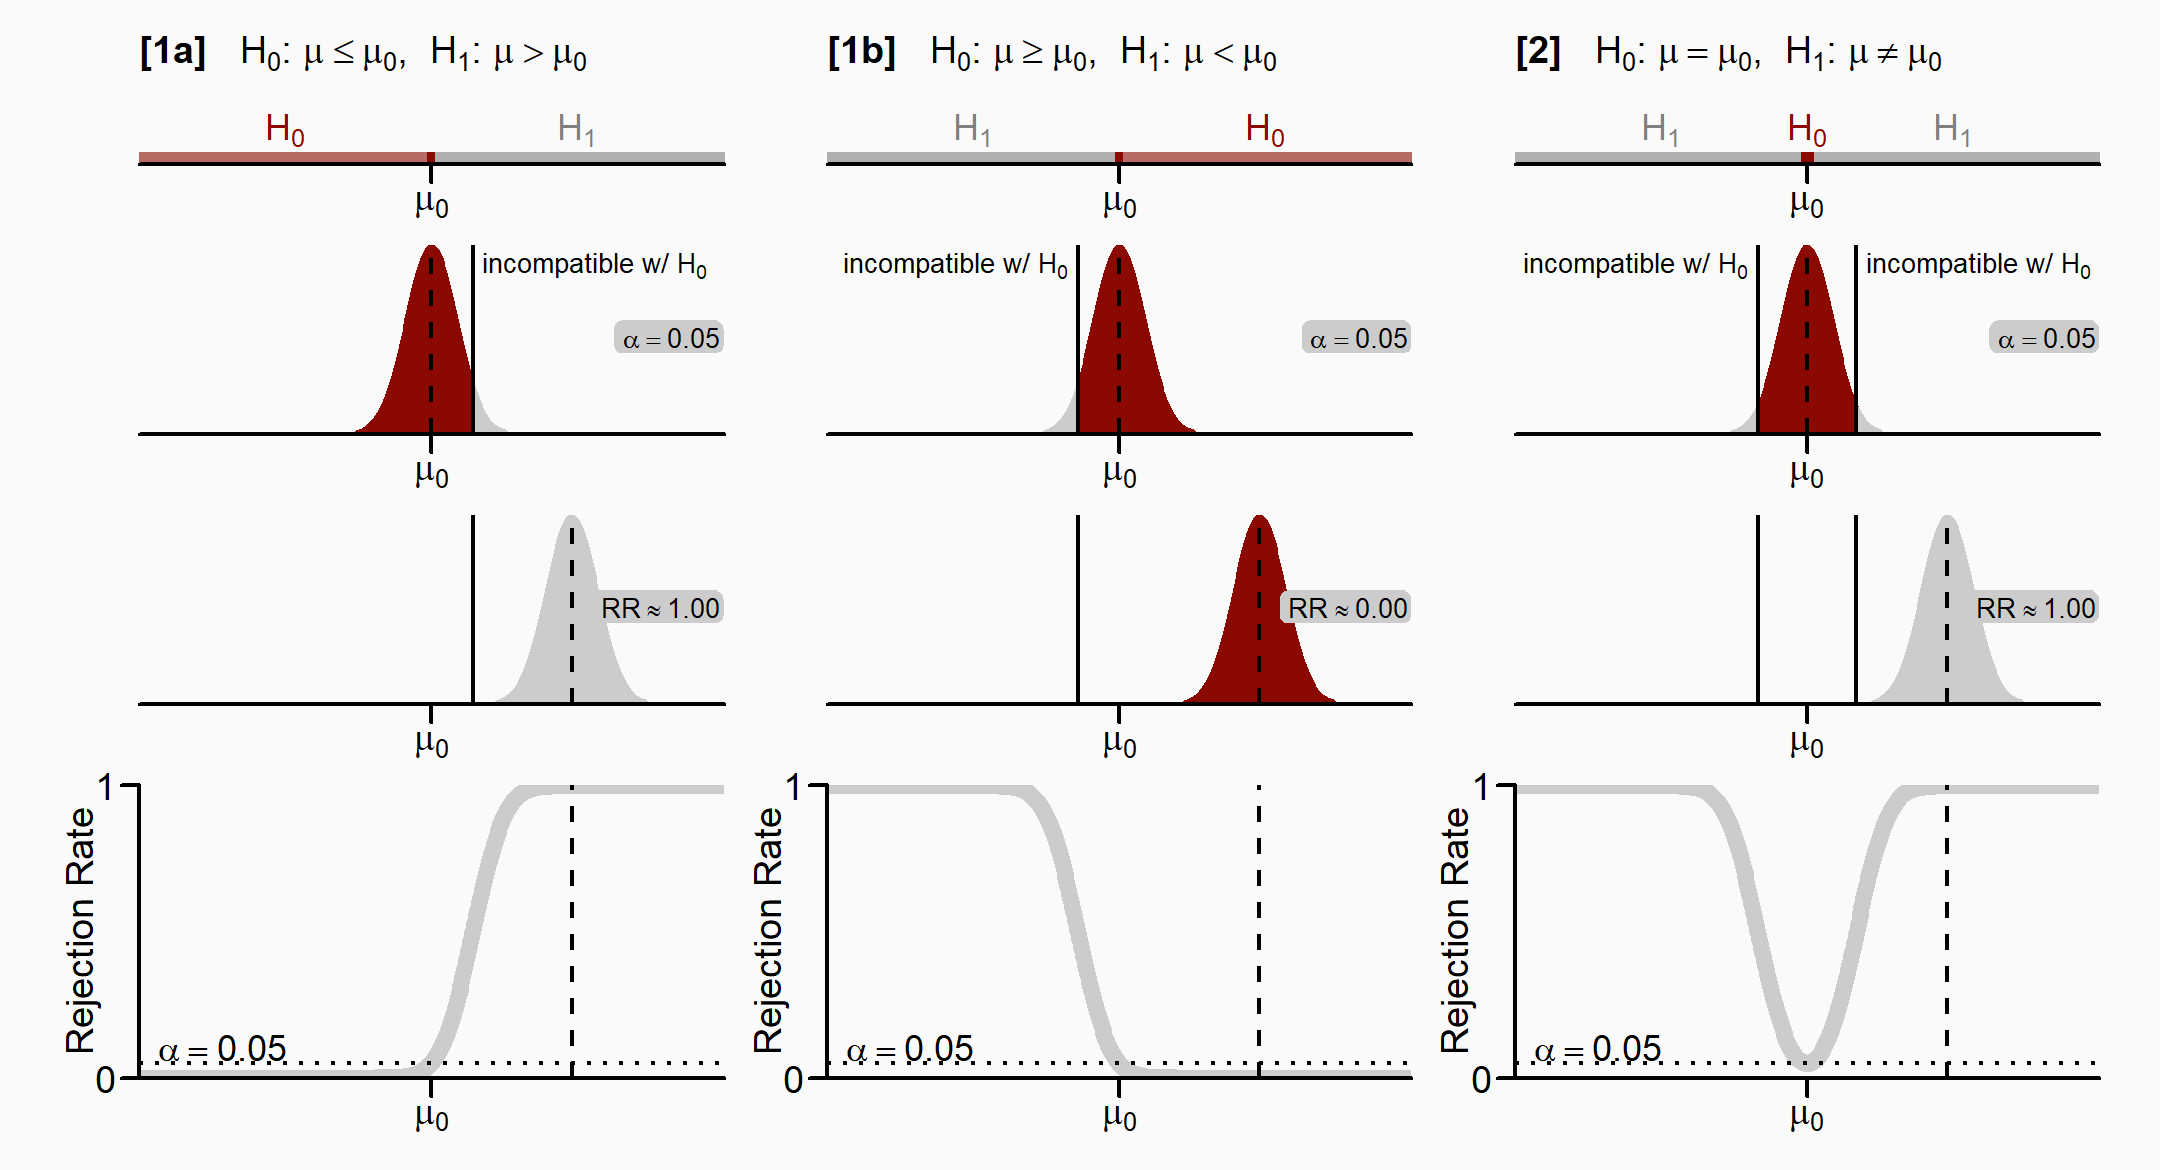 [1a] H₀: μ ≤ μ₀, H₁: μ > μ₀
H₀ H₁
μ₀
incompatible w/ H₀
α = 0.05
μ₀
RR ≈ 1.00
μ₀
Rejection Rate
1
α = 0.05
0
μ₀
[1b] H₀: μ ≥ μ₀, H₁: μ < μ₀
H₁ H₀
μ₀
incompatible w/ H₀
α = 0.05
μ₀
RR ≈ 0.00
μ₀
Rejection Rate
1
α = 0.05
0
μ₀
[2] H₀: μ = μ₀, H₁: μ ≠ μ₀
H₁ H₀ H₁
μ₀
incompatible w/ H₀ incompatible w/ H₀
α = 0.05
μ₀
RR ≈ 1.00
μ₀
Rejection Rate
1
α = 0.05
0
μ₀